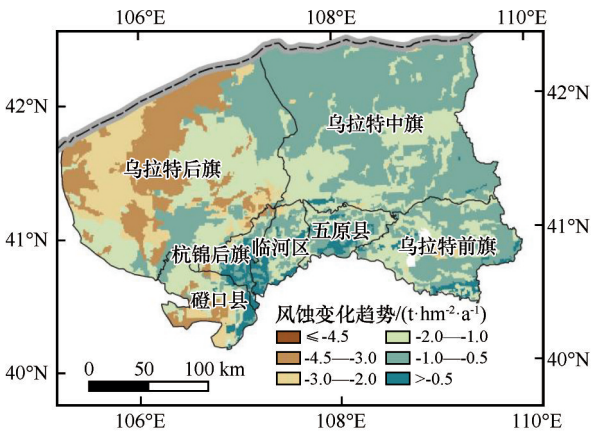 106°E 108°E 110°E
42°N 42°N
乌拉特中旗
乌拉特后旗
41°N 41°N
杭锦后旗 临河区 五原县 乌拉特前旗
磴口县
风蚀变化趋势/(t·hm⁻²·a⁻¹)
≤-4.5 -2.0—-1.0
-4.5—-3.0 -1.0—-0.5
-3.0—-2.0 >-0.5
0 50 100 km
40°N 40°N
106°E 108°E 110°E